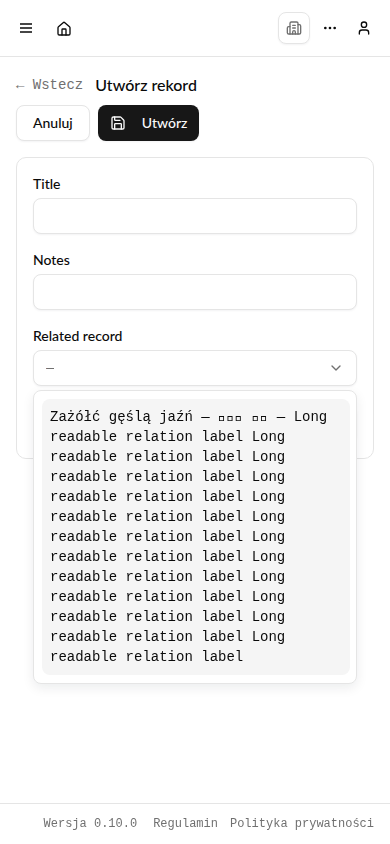 ← Wstecz Utwórz rekord
Anuluj Utwórz
Title
Notes
Related record
—
Zażółć gęślą jaźń — — Long
readable relation label Long
readable relation label Long
readable relation label Long
readable relation label Long
readable relation label Long
readable relation label Long
readable relation label Long
readable relation label Long
readable relation label Long
readable relation label Long
readable relation label Long
readable relation label
Wersja 0.10.0 Regulamin Polityka prywatności